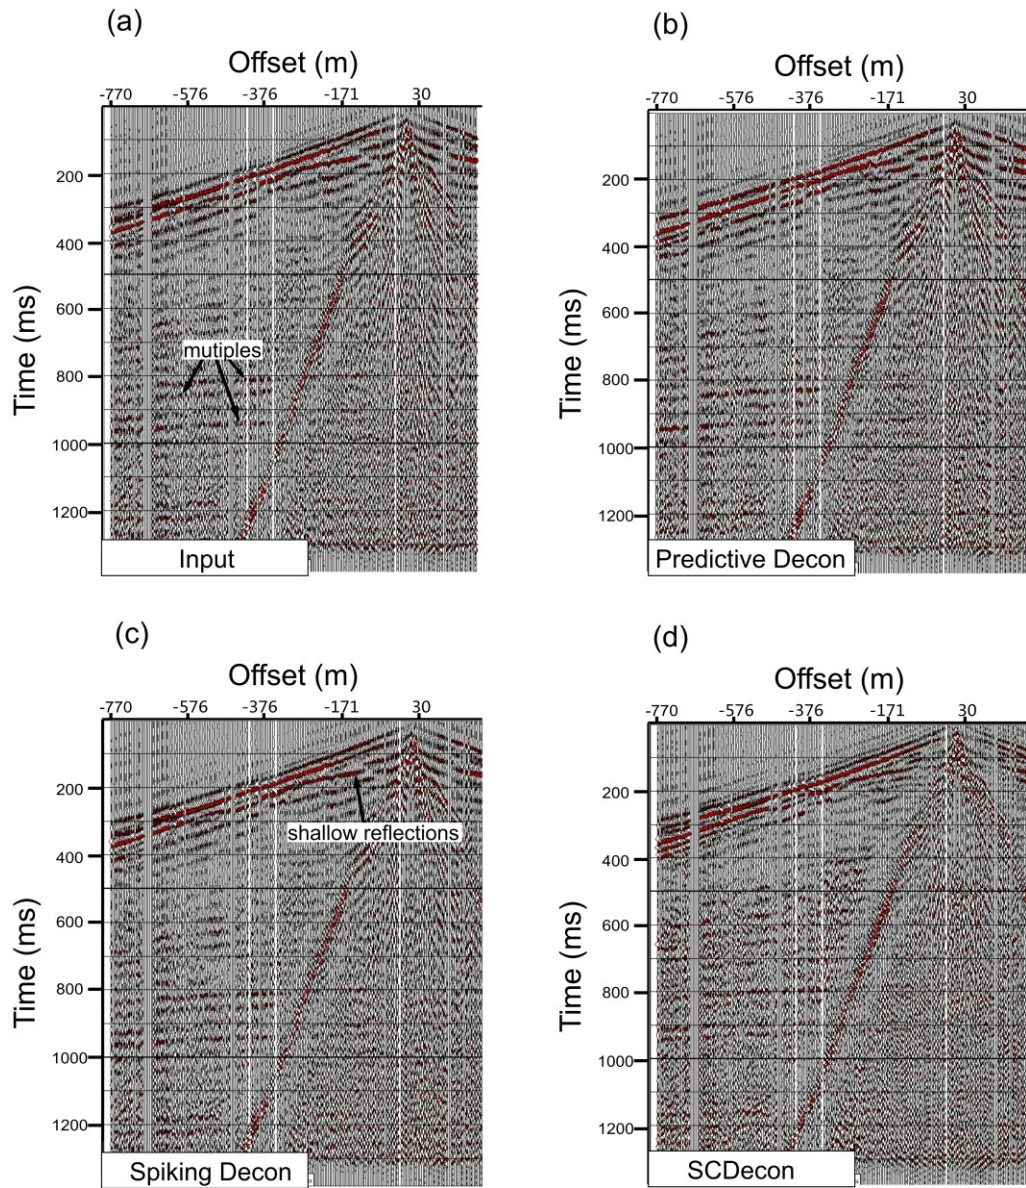 (a)
Offset (m)
-770 -576 -376 -171 30
200
400
600
800
1000
1200
Time (ms)
mutiples
Input
(b)
Offset (m)
-770 -576 -376 -171 30
200
400
600
800
1000
1200
Time (ms)
Predictive Decon
(c)
Offset (m)
-770 -576 -376 -171 30
200
400
600
800
1000
1200
Time (ms)
shallow reflections
Spiking Decon
(d)
Offset (m)
-770 -576 -376 -171 30
200
400
600
800
1000
1200
Time (ms)
SCDecon